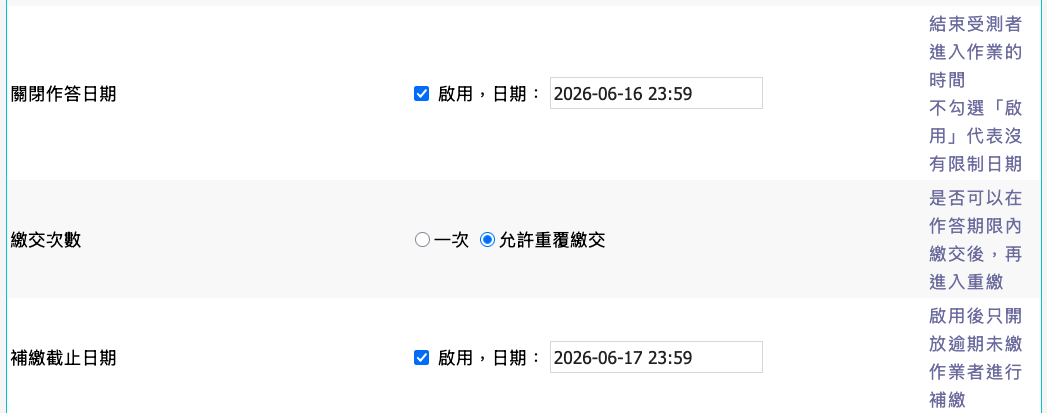 結束受測者
進入作業的
時間
關閉作答日期
啟用，日期：
2026-06-16 23:59
不勾選「啟
用」代表沒
有限制日期
是否可以在
作答期限內
繳交次數
一次
允許重覆繳交
繳交後，再
進入重繳
啟用後只開
放逾期未繳
補繳截止日期
啟用，日期：
2026-06-17 23:59
作業者進行
補繳